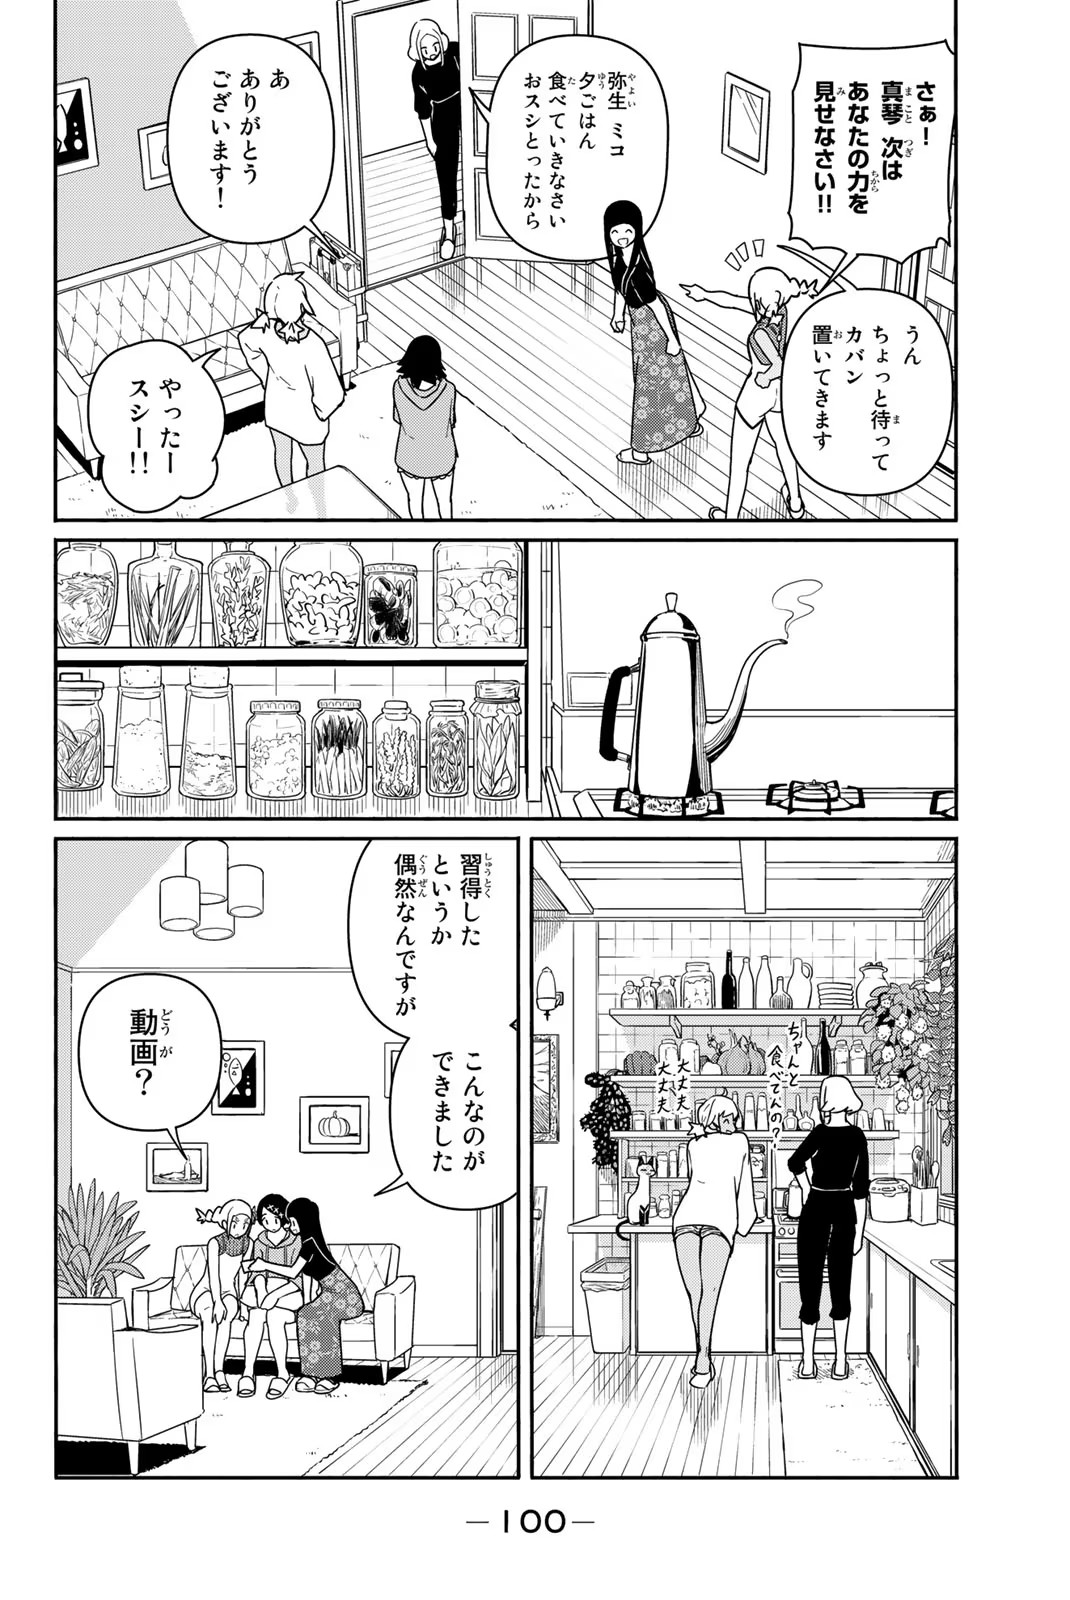 さぁ！
真琴 次は
あなたの力を
見せなさい!!
うん
ちょっと待って
カバン
置いてきます
弥生 ミコ
夕ごはん
食べていきなさい
おスシとったから
あ
ありがとう
ございます！
やったー
スシー!!
ちゃんと
食べてんの？
大丈夫
大丈夫
習得した
というか
偶然なんですが
こんなのが
できました
動画？
—100—